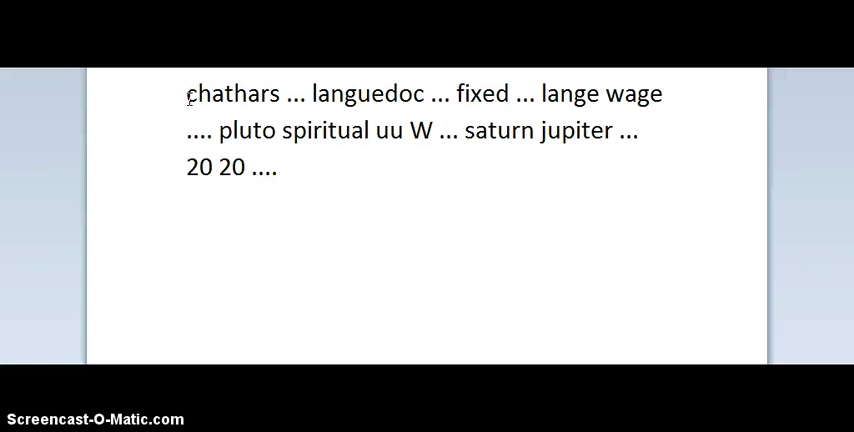 chathars ... languedoc ... fixed ... lange wage
.... pluto spiritual uu W ... saturn jupiter ...
20 20 ....
Screencast-O-Matic.com